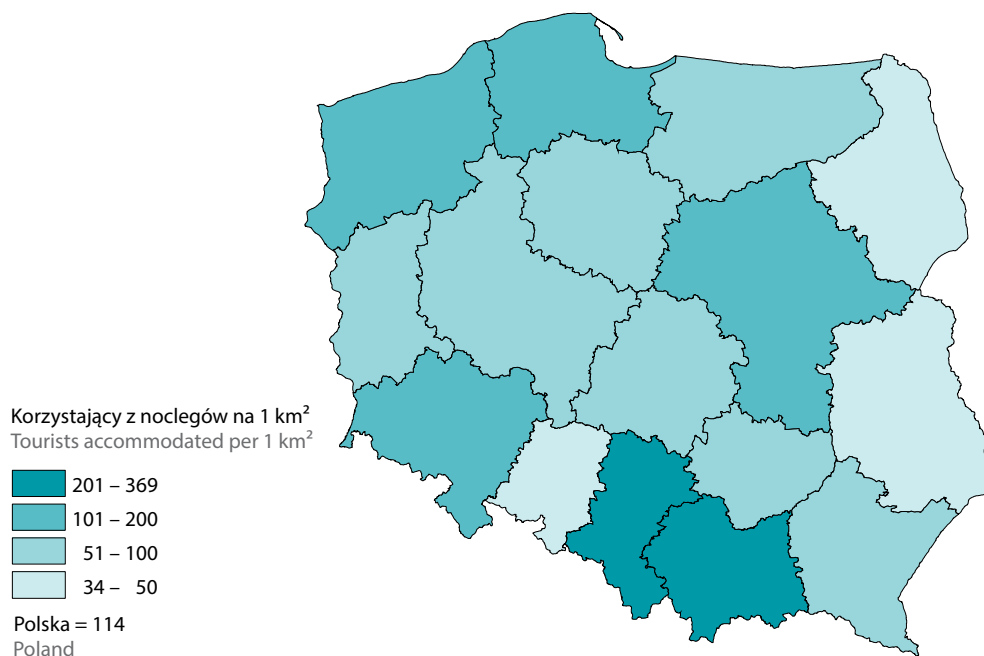 Korzystający z noclegów na 1 km²
Tourists accommodated per 1 km²
201 – 369
101 – 200
51 – 100
34 – 50
Polska = 114
Poland